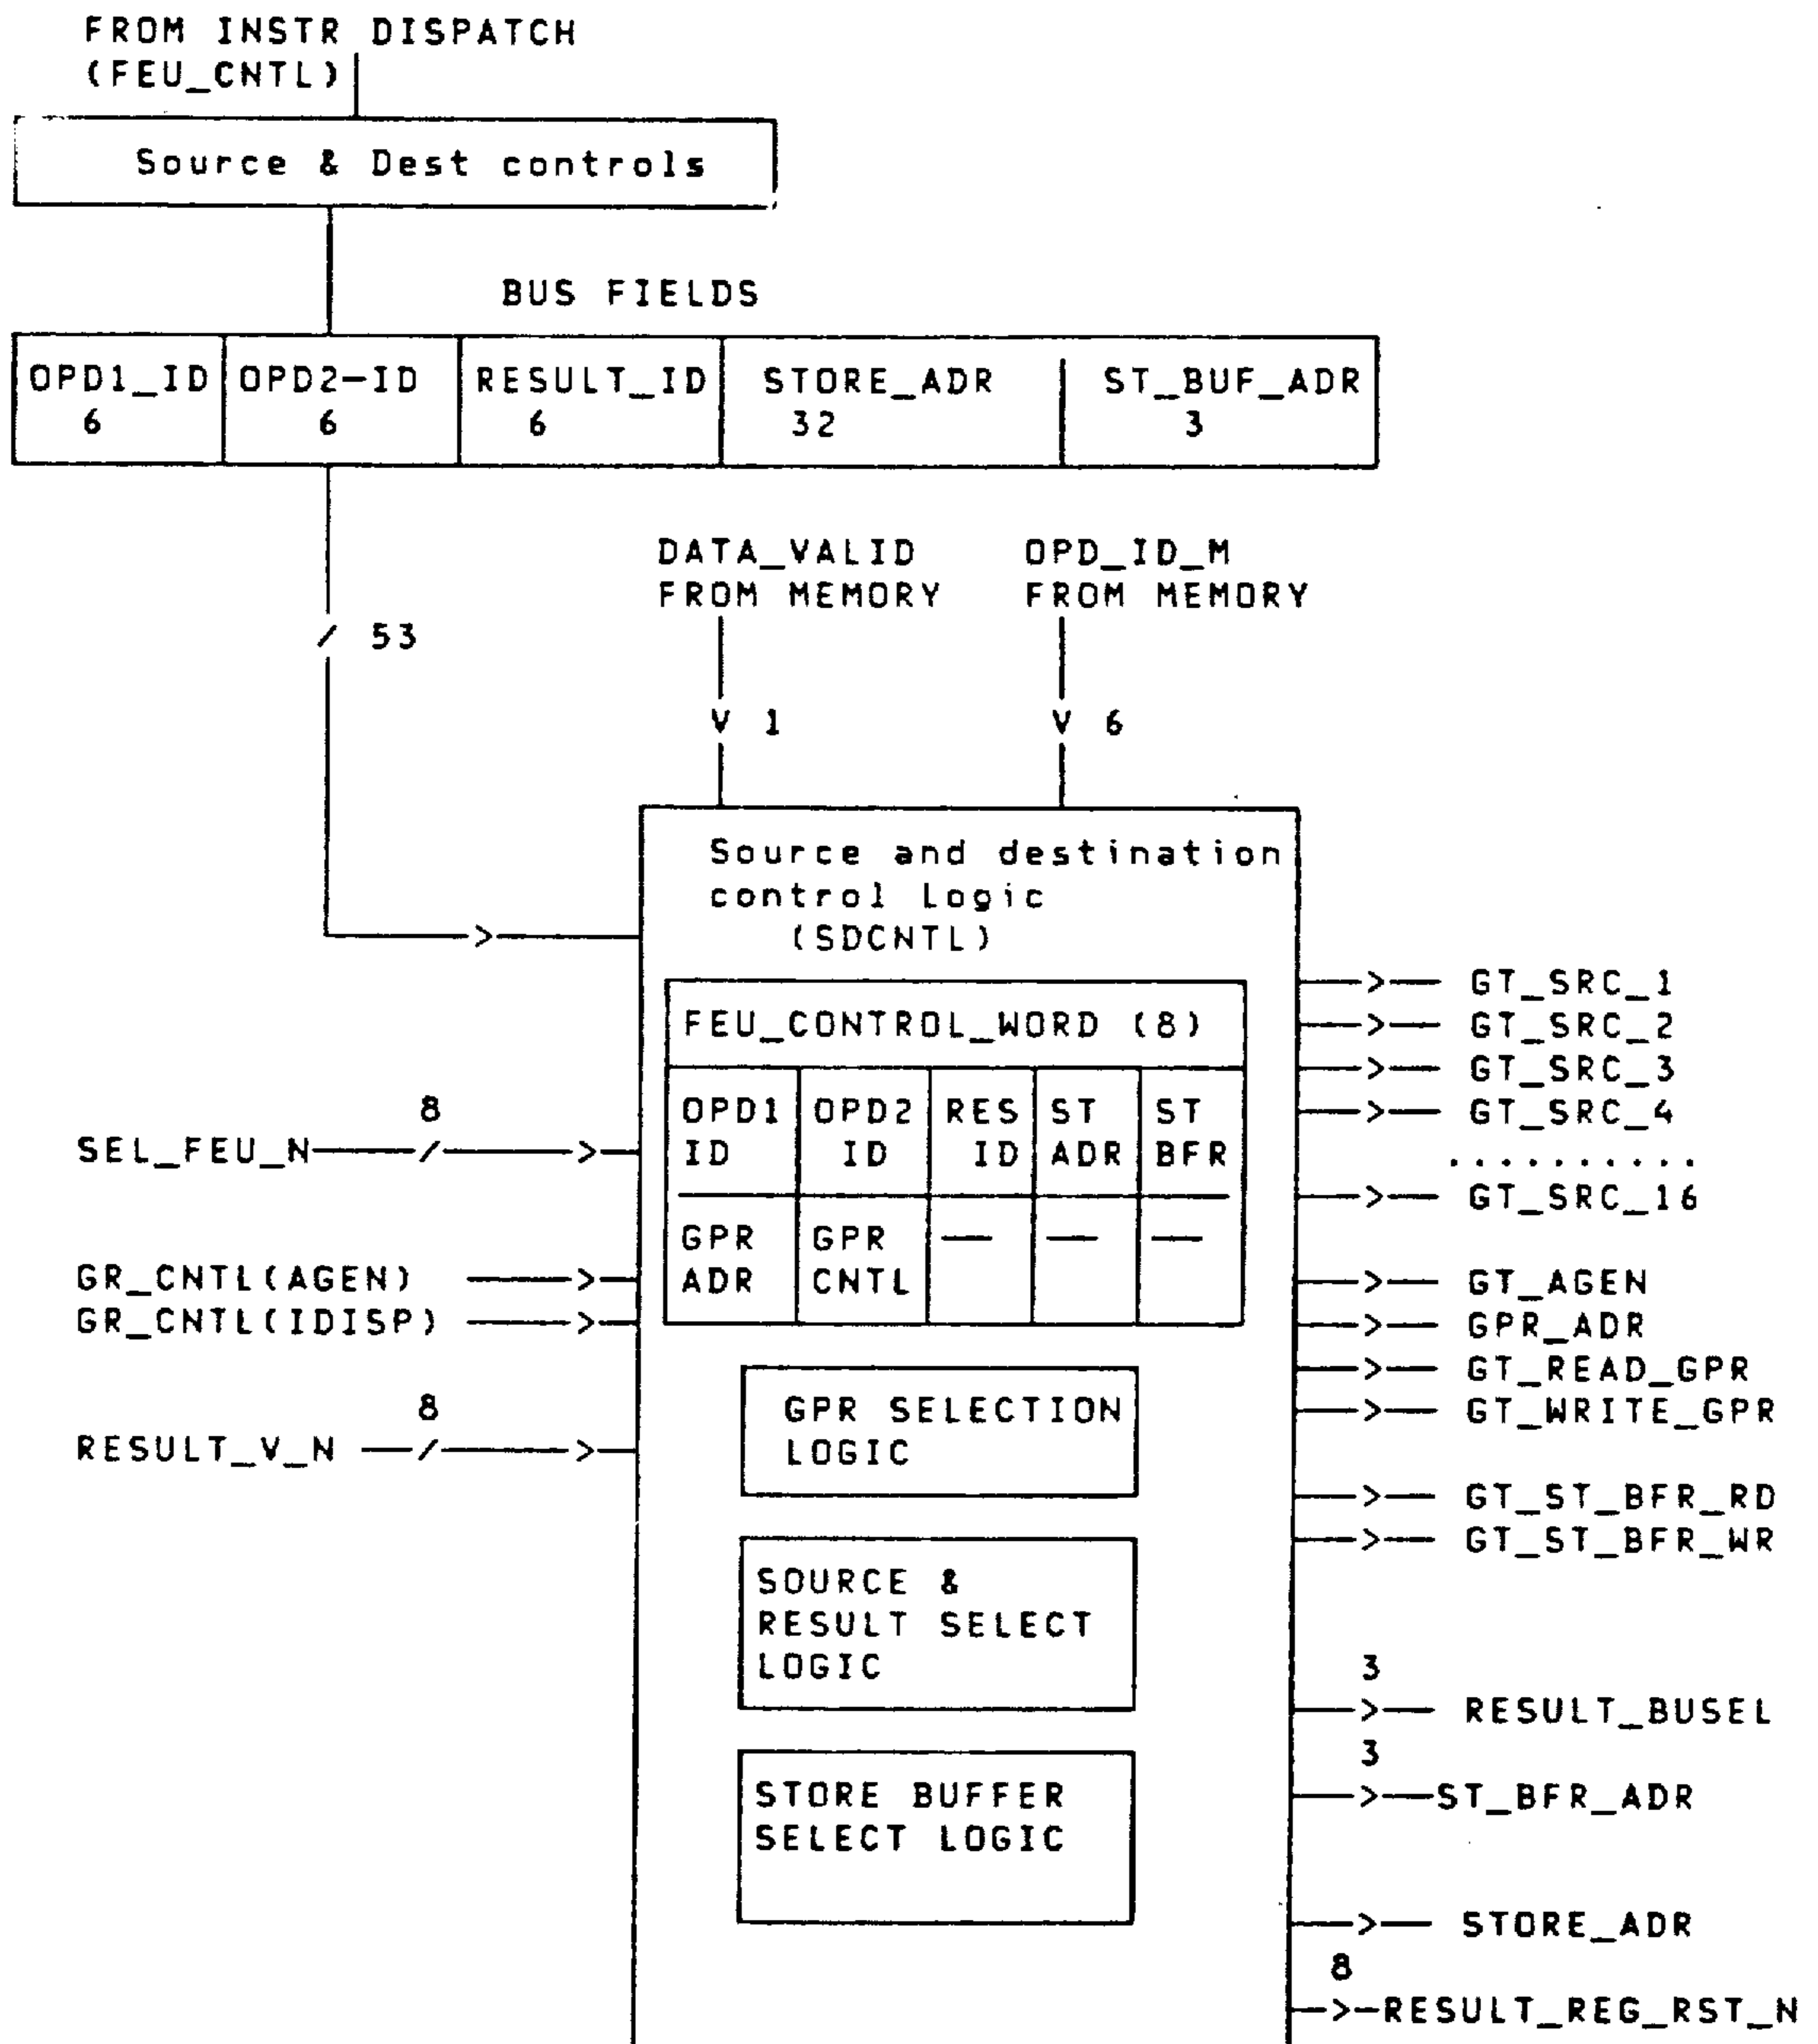 FROM INSTR DISPATCH
(FEU_CNTL)
Source & Dest controls
BUS FIELDS
OPD1_ID OPD2-ID RESULT_ID STORE_ADR ST_BUF_ADR
6 6 6 32 3
DATA_VALID OPD_ID_M
FROM MEMORY FROM MEMORY
/ 53
V 1 V 6
Source and destination
control Logic
(SDCNTL)
> GT_SRC_1
FEU_CONTROL_WORD (8) > GT_SRC_2
> GT_SRC_3
OPD1 OPD2 RES ST ST > GT_SRC_4
8
SEL_FEU_N / > ID ID ID ADR BFR ..........
> GT_SRC_16
GPR GPR — — —
GR_CNTL(AGEN) > ADR CNTL > GT_AGEN
GR_CNTL(IDISP) > > GPR_ADR
> GT_READ_GPR
8 GPR SELECTION > GT_WRITE_GPR
RESULT_V_N / > LOGIC
> GT_ST_BFR_RD
> GT_ST_BFR_WR
SOURCE &
RESULT SELECT
LOGIC 3
> RESULT_BUSEL
3
STORE BUFFER > ST_BFR_ADR
SELECT LOGIC
> STORE_ADR
8
> RESULT_REG_RST_N